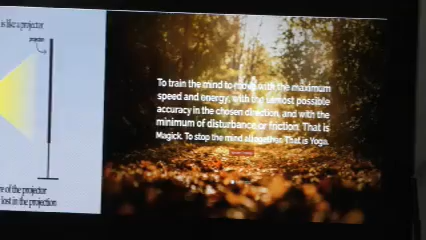 is like a projector
projector
To train the mind to move with the maximum
speed and energy, with the utmost possible
accuracy in the chosen direction, and with the
minimum of disturbance or friction. That is
Magick. To stop the mind altogether. That is Yoga.
re of the projector
lost in the projection